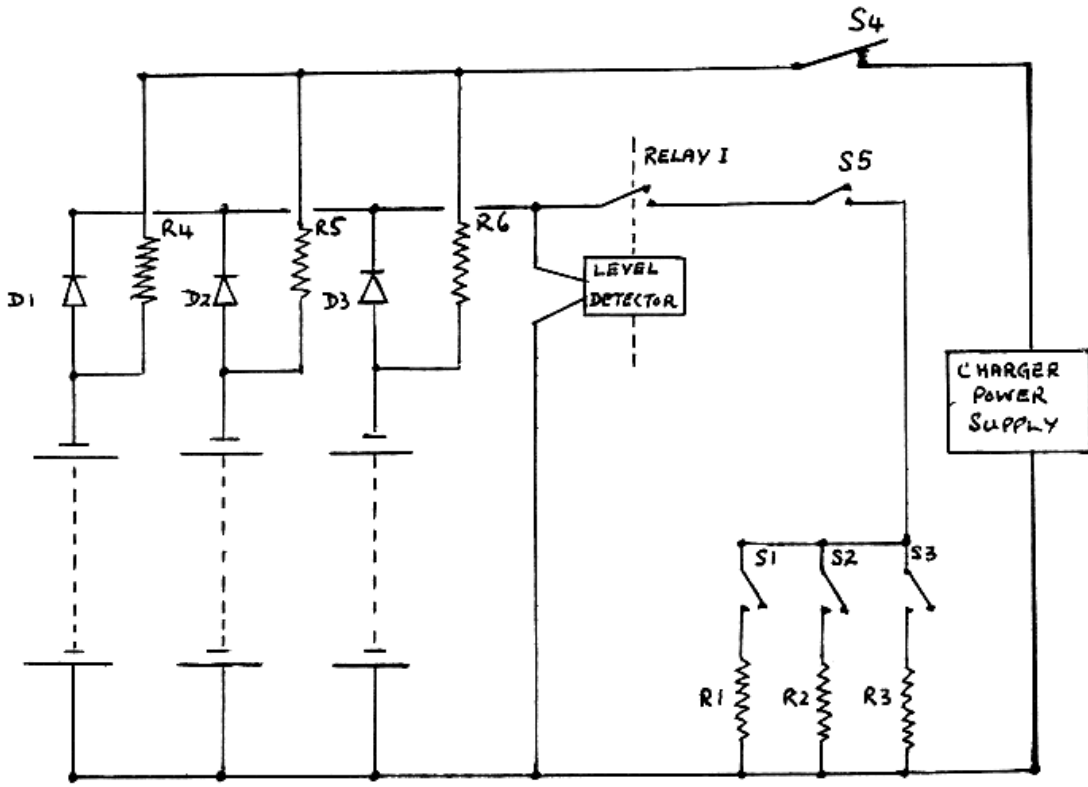 S4
RELAY I
S5
R4
R5
R6
D1
D2
D3
LEVEL
DETECTOR
CHARGER
POWER
SUPPLY
S1
S2
S3
R1
R2
R3